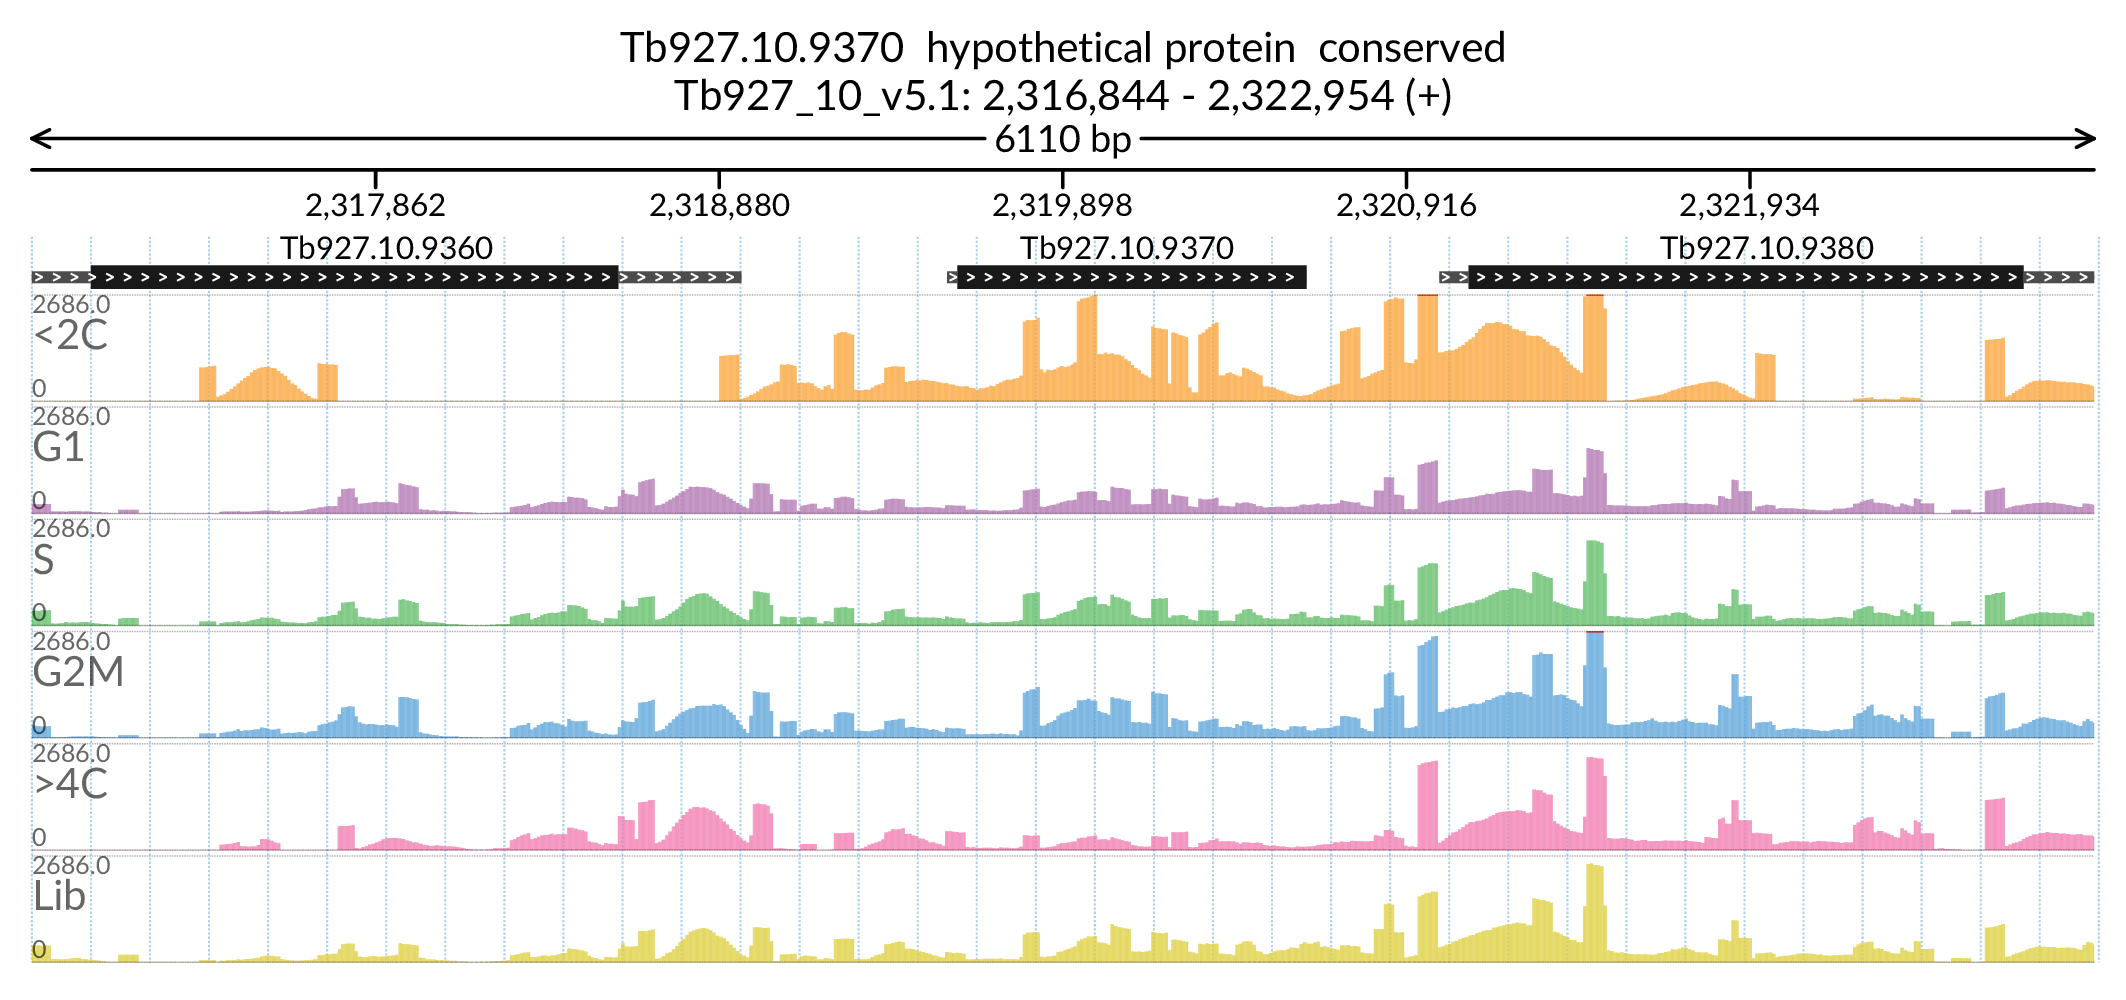 Tb927.10.9370 hypothetical protein conserved
Tb927_10_v5.1: 2,316,844 - 2,322,954 (+)
6110 bp
2,317,862 2,318,880 2,319,898 2,320,916 2,321,934
Tb927.10.9360 Tb927.10.9370 Tb927.10.9380
2686.0
<2C
0
2686.0
G1
0
2686.0
S
0
2686.0
G2M
0
2686.0
>4C
0
2686.0
Lib
0